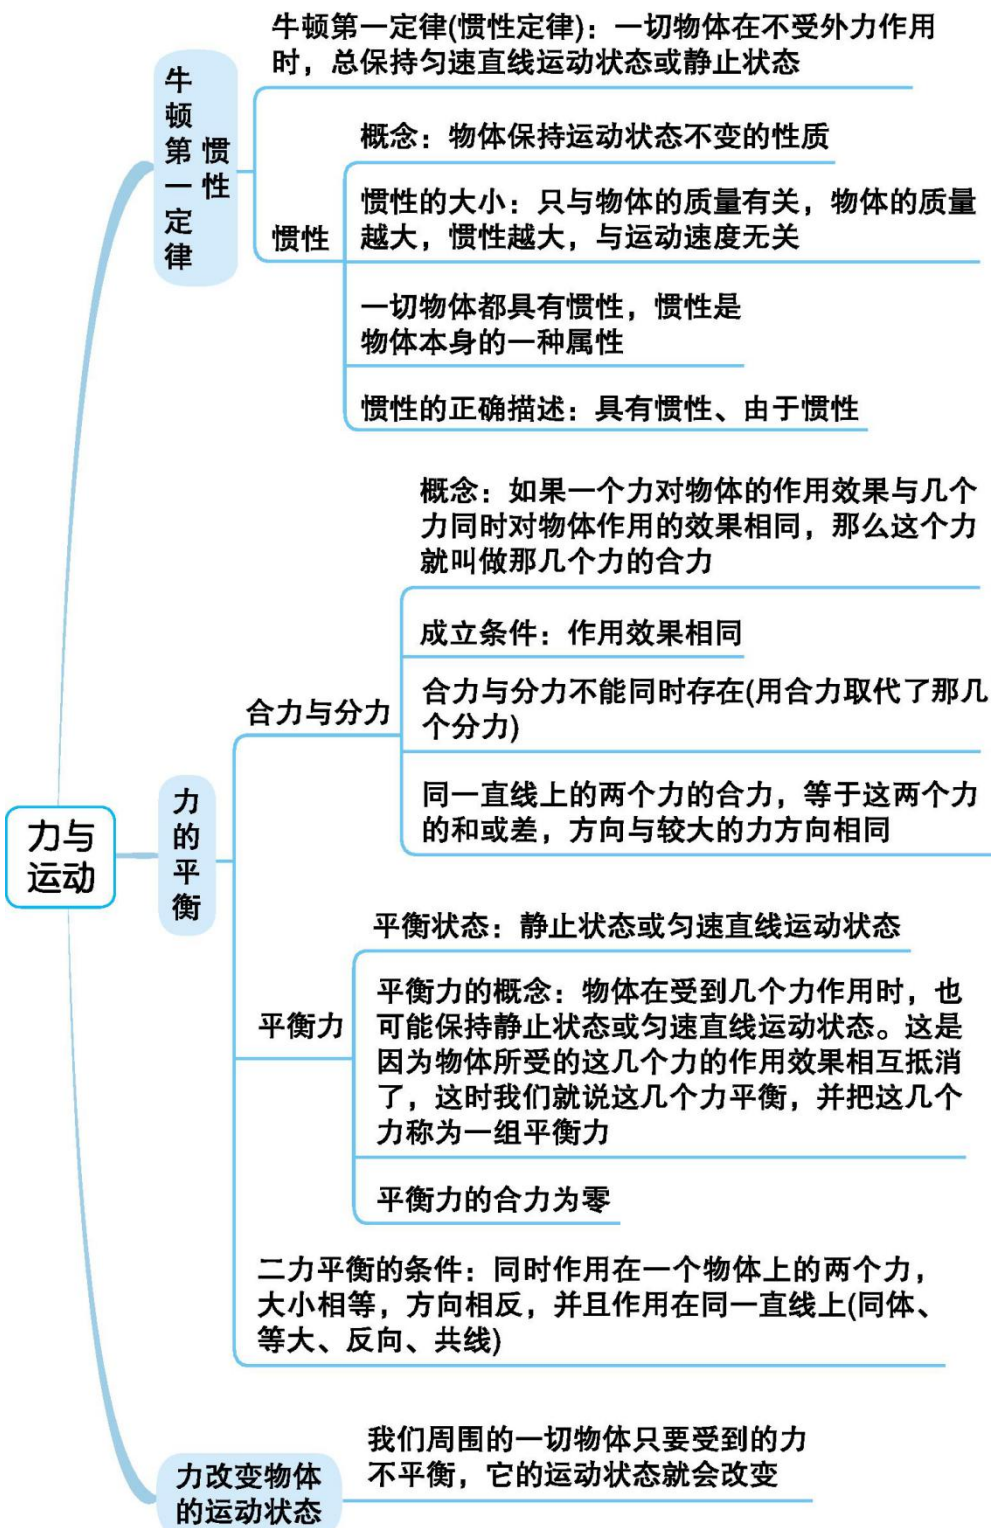 牛顿第一定律(惯性定律)：一切物体在不受外力作用
时，总保持匀速直线运动状态或静止状态
牛顿第一定律
惯性
概念：物体保持运动状态不变的性质
惯性的大小：只与物体的质量有关，物体的质量
越大，惯性越大，与运动速度无关
惯性
一切物体都具有惯性，惯性是
物体本身的一种属性
惯性的正确描述：具有惯性、由于惯性
概念：如果一个力对物体的作用效果与几个
力同时对物体作用的效果相同，那么这个力
就叫做那几个力的合力
成立条件：作用效果相同
合力与分力
合力与分力不能同时存在(用合力取代了那几
个分力)
同一直线上的两个力的合力，等于这两个力
的和或差，方向与较大的力方向相同
力与
运动
力的平衡
平衡状态：静止状态或匀速直线运动状态
平衡力
平衡力的概念：物体在受到几个力作用时，也
可能保持静止状态或匀速直线运动状态。这是
因为物体所受的这几个力的作用效果相互抵消
了，这时我们就说这几个力平衡，并把这几个
力称为一组平衡力
平衡力的合力为零
二力平衡的条件：同时作用在一个物体上的两个力，
大小相等，方向相反，并且作用在同一直线上(同体、
等大、反向、共线)
力改变物体
的运动状态
我们周围的一切物体只要受到的力
不平衡，它的运动状态就会改变